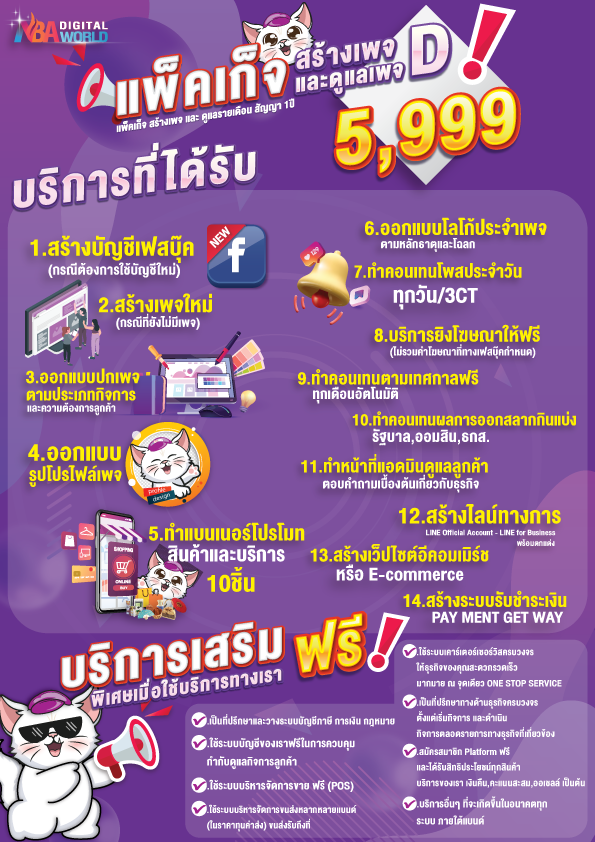 NBA DIGITAL
WORLD
แพ็คเก็จ สร้างเพจ
และดูแลเพจ D!
แพ็คเก็จ สร้างเพจ และ ดูแลรายเดือน สัญญา 1ปี
5,999
บริการที่ได้รับ
1.สร้างบัญชีเฟสบุ๊ค
(กรณีต้องการใช้บัญชีใหม่)
NEW
f
2.สร้างเพจใหม่
(กรณีที่ยังไม่มีเพจ)
3.ออกแบบปกเพจ
ตามประเภทกิจการ
และความต้องการลูกค้า
4.ออกแบบ
รูปโปรไฟล์เพจ
profile
design
5.ทำแบนเนอร์โปรโมท
สินค้าและบริการ
10ชิ้น
SHOPPING
ONLINE
BUY
6.ออกแบบโลโก้ประจำเพจ
ตามหลักธาตุและโฉลก
129
7.ทำคอนเทนโพสประจำวัน
ทุกวัน/3CT
8.บริการยิงโฆษณาให้ฟรี
(ไม่รวมค่าโฆษณาที่ทางเฟสบุ๊คกำหนด)
9.ทำคอนเทนตามเทศกาลฟรี
ทุกเดือนอัตโนมัติ
10.ทำคอนเทนผลการออกสลากกินแบ่ง
รัฐบาล,ออมสิน,ธกส.
11.ทำหน้าที่แอดมินดูแลลูกค้า
ตอบคำถามเบื้องต้นเกี่ยวกับธุรกิจ
12.สร้างไลน์ทางการ
LINE Official Account - LINE for Business
พร้อมตกแต่ง
13.สร้างเว็ปไซต์อีคอมเมิร์ช
หรือ E-commerce
14.สร้างระบบรับชำระเงิน
PAY MENT GET WAY
บริการเสริม ฟรี!
พิเศษเมื่อใช้บริการทางเรา
.เป็นที่ปรึกษาและวางระบบบัญชีภาษี การเงิน กฎหมาย
.ใช้ระบบบัญชีของเราฟรีในการควบคุม
กำกับดูแลกิจการลูกค้า
.ใช้ระบบบริหารจัดการขาย ฟรี (POS)
.ใช้ระบบบริหารจัดการขนส่งหลากหลายแบนด์
(ในราคาทุนค่าส่ง) ขนส่งรับถึงที่
.ใช้ระบบเคาร์เตอร์เซอร์วิสครบวงจร
ให้ธุรกิจของคุณสะดวกรวดเร็ว
มากมาย ณ จุดเดียว ONE STOP SERVICE
.เป็นที่ปรึกษาทางด้านธุรกิจครบวงจร
ตั้งแต่เริ่มกิจการ และดำเนิน
กิจการตลอดรายการทางธุรกิจที่เกี่ยวข้อง
.สมัครสมาชิก Platform ฟรี
และได้รับสิทธิประโยชน์ทุกสินค้า
บริการของเรา เงินคืน,คะแนนสะสม,ออเซลล์ เป็นต้น
.บริการอื่นๆ ที่จะเกิดขึ้นในอนาคตทุก
ระบบ ภายใต้แบนด์